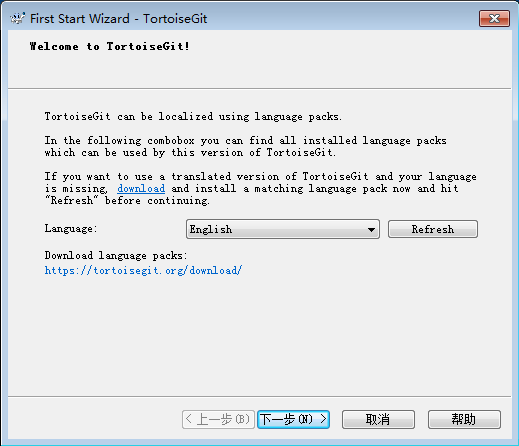 First Start Wizard - TortoiseGit
Welcome to TortoiseGit!
TortoiseGit can be localized using language packs.
In the following combobox you can find all installed language packs
which can be used by this version of TortoiseGit.
If you want to use a translated version of TortoiseGit and your language
is missing, download and install a matching language pack now and hit
"Refresh" before continuing.
Language: English Refresh
Download language packs:
https://tortoisegit.org/download/
< 上一步(B) 下一步(N) > 取消 帮助